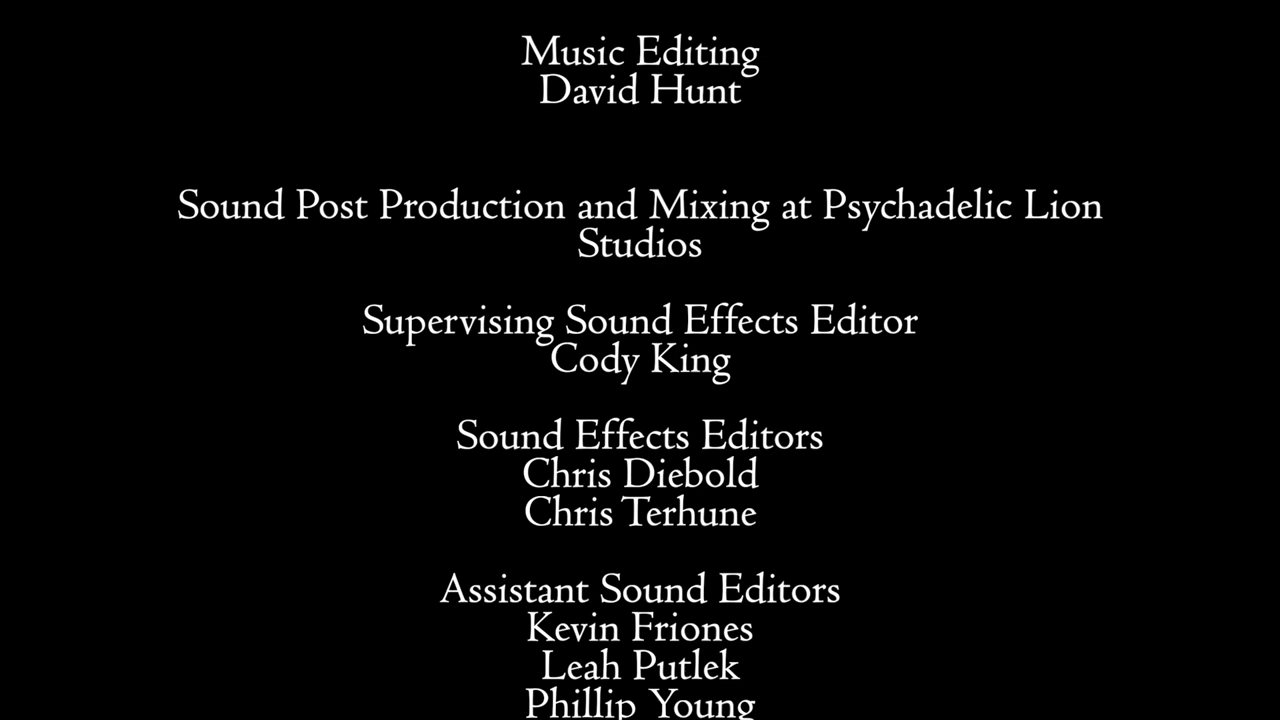 Music Editing
David Hunt
Sound Post Production and Mixing at Psychadelic Lion
Studios
Supervising Sound Effects Editor
Cody King
Sound Effects Editors
Chris Diebold
Chris Terhune
Assistant Sound Editors
Kevin Friones
Leah Putlek
Phillip Young